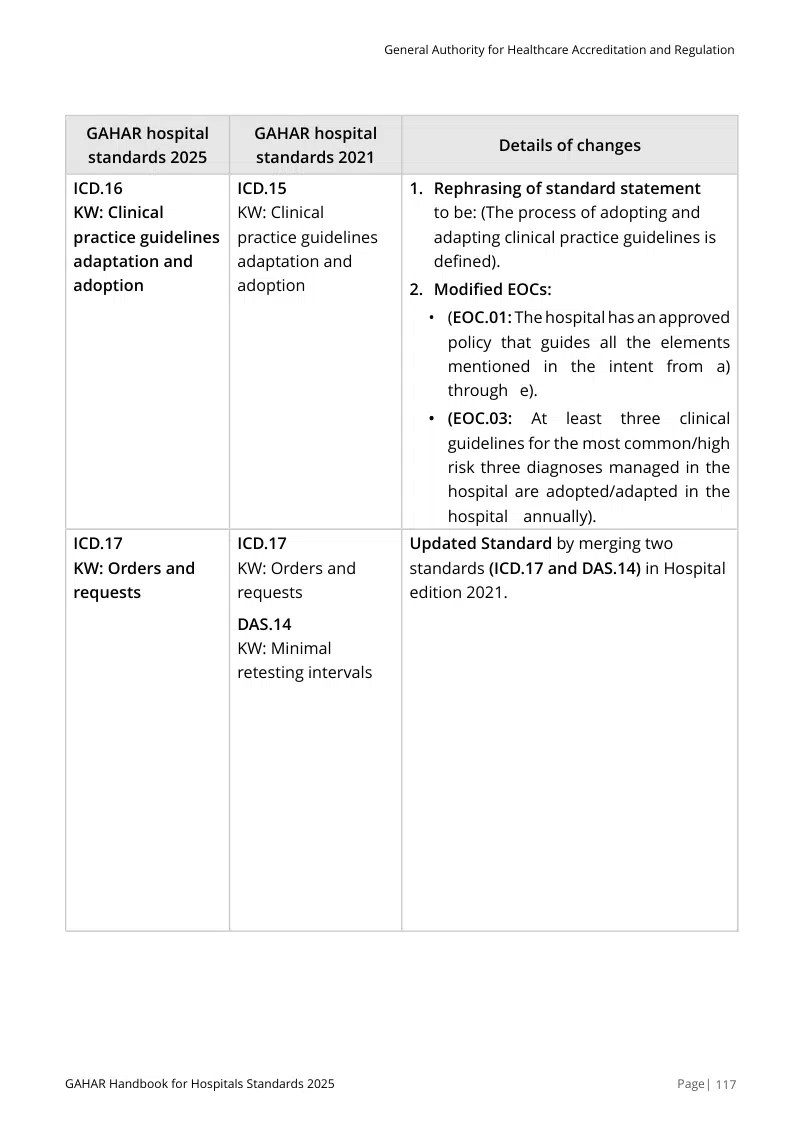 General Authority for Healthcare Accreditation and Regulation
GAHAR hospital
standards 2025
GAHAR hospital
standards 2021
Details of changes
ICD.16
KW: Clinical
practice guidelines
adaptation and
adoption
ICD.15
KW: Clinical
practice guidelines
adaptation and
adoption
1. Rephrasing of standard statement
to be: (The process of adopting and
adapting clinical practice guidelines is
defined).
2. Modified EOCs:
• (EOC.01: The hospital has an approved
policy that guides all the elements
mentioned in the intent from a)
through e).
• (EOC.03: At least three clinical
guidelines for the most common/high
risk three diagnoses managed in the
hospital are adopted/adapted in the
hospital annually).
ICD.17
KW: Orders and
requests
ICD.17
KW: Orders and
requests
DAS.14
KW: Minimal
retesting intervals
Updated Standard by merging two
standards (ICD.17 and DAS.14) in Hospital
edition 2021.
GAHAR Handbook for Hospitals Standards 2025
Page| 117